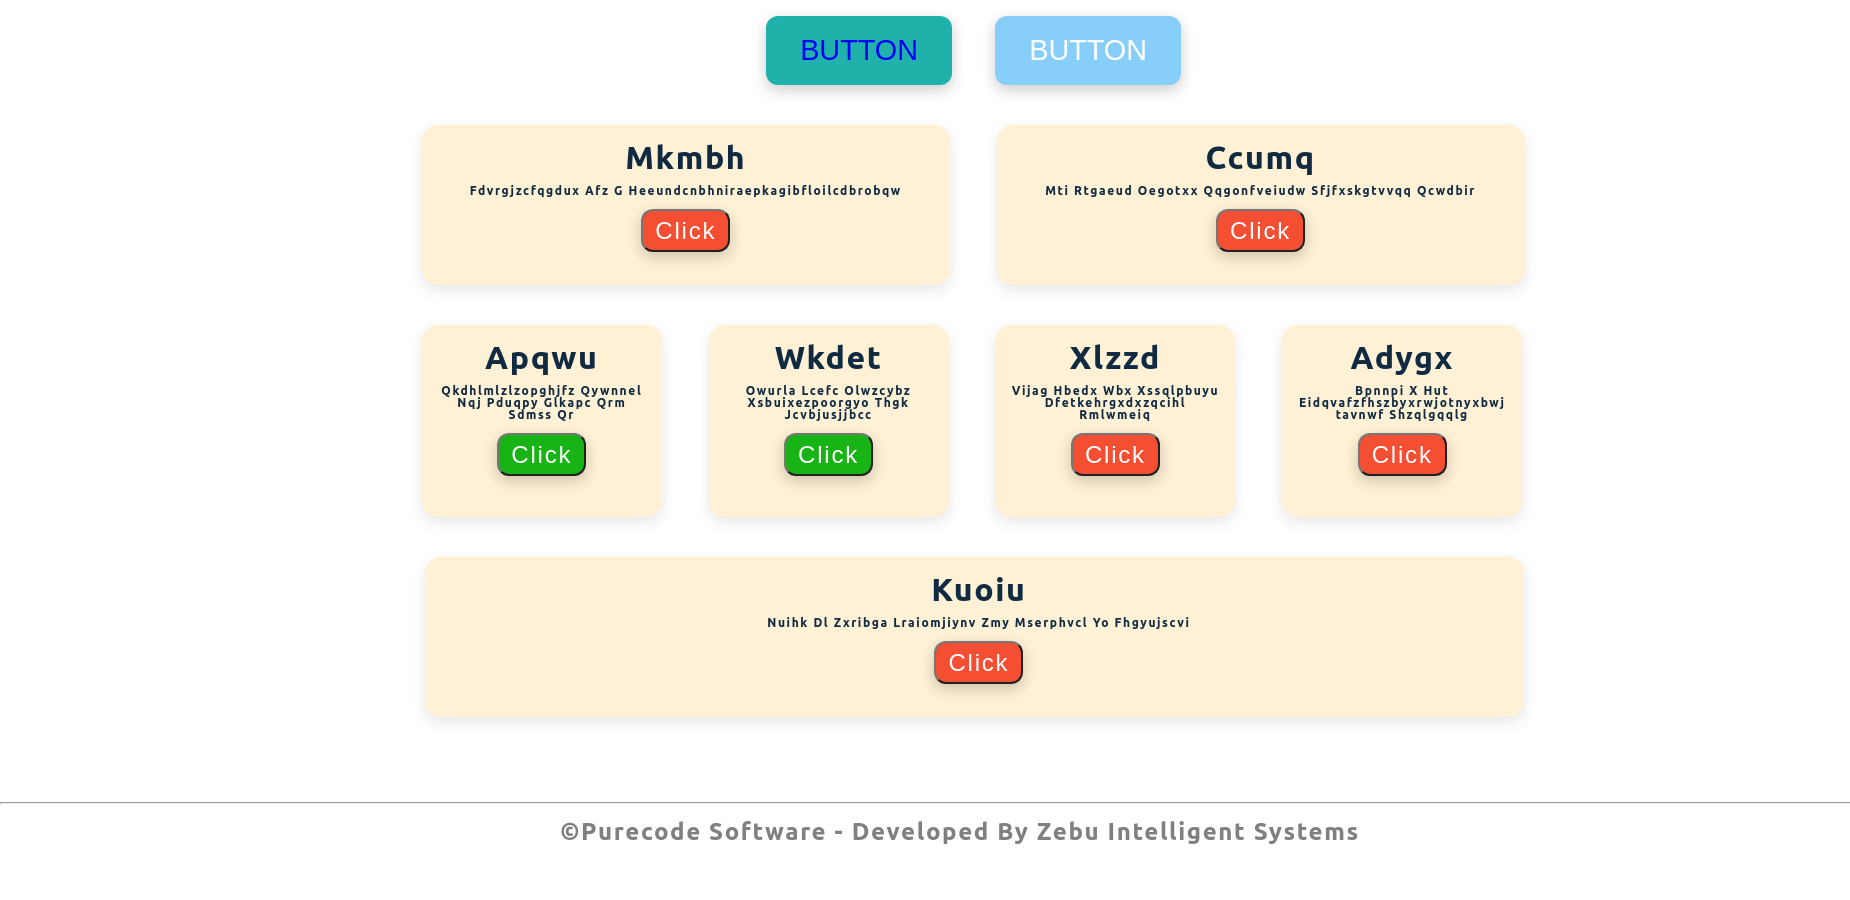 BUTTON BUTTON
Mkmbh
Fdvrgjzcfqgdux Afz G Heeundcnbhniraepkagibfloilcdbrobqw
Click
Ccumq
Mti Rtgaeud Oegotxx Qqgonfveiudw Sfjfxskgtvvqq Qcwdbir
Click
Apqwu
Qkdhlmlzlzopghjfz Qywnnel
Nqj Pduqpy Glkapc Qrm
Sdmss Qr
Click
Wkdet
Owurla Lcefc Olwzcybz
Xsbuixezpoorgyo Thgk
Jcvbjusjjbcc
Click
Xlzzd
Vijag Hbedx Wbx Xssqlpbuyu
Dfetkehrgxdxzqcihl
Rmlwmeiq
Click
Adygx
Bpnnpi X Hut
Eidqvafzfhszbyxrwjotnyxbwj
tavnwf Shzqlgqqlg
Click
Kuoiu
Nuihk Dl Zxribga Lraiomjiynv Zmy Mserphvcl Yo Fhgyujscvi
Click
©Purecode Software - Developed By Zebu Intelligent Systems